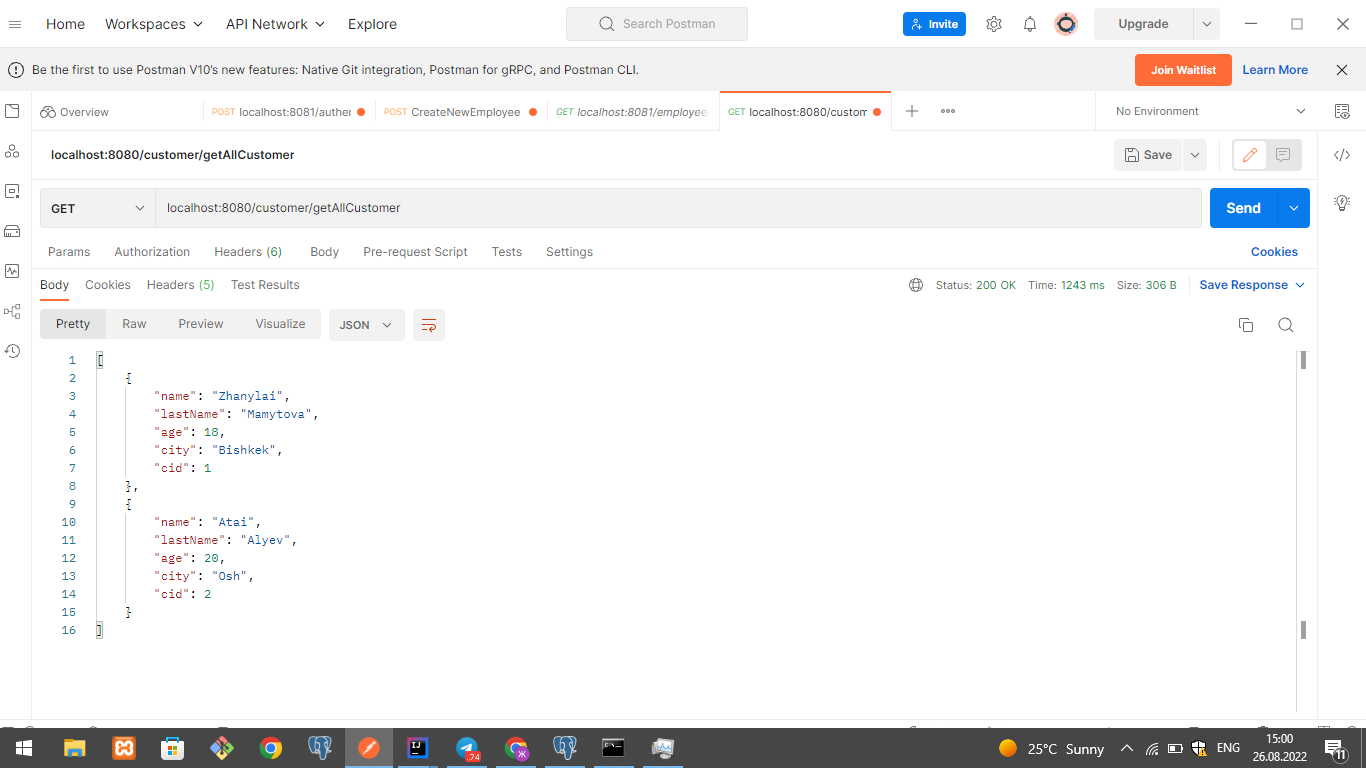 Home Workspaces API Network Explore Search Postman Invite Upgrade
Be the first to use Postman V10's new features: Native Git integration, Postman for gRPC, and Postman CLI. Join Waitlist Learn More
Overview POST localhost:8081/auther POST CreateNewEmployee GET localhost:8081/employee. GET localhost:8080/custom No Environment
localhost:8080/customer/getAllCustomer Save
GET localhost:8080/customer/getAllCustomer Send
Params Authorization Headers (6) Body Pre-request Script Tests Settings Cookies
Body Cookies Headers (5) Test Results Status: 200 OK Time: 1243 ms Size: 306 B Save Response
Pretty Raw Preview Visualize JSON
1 [
2 {
3 "name": "Zhanylai",
4 "lastName": "Mamytova",
5 "age": 18,
6 "city": "Bishkek",
7 "cid": 1
8 },
9 {
10 "name": "Atai",
11 "lastName": "Alyev",
12 "age": 20,
13 "city": "Osh",
14 "cid": 2
15 }
16 ]
25°C Sunny ENG 15:00
26.08.2022
.74
Ж
11